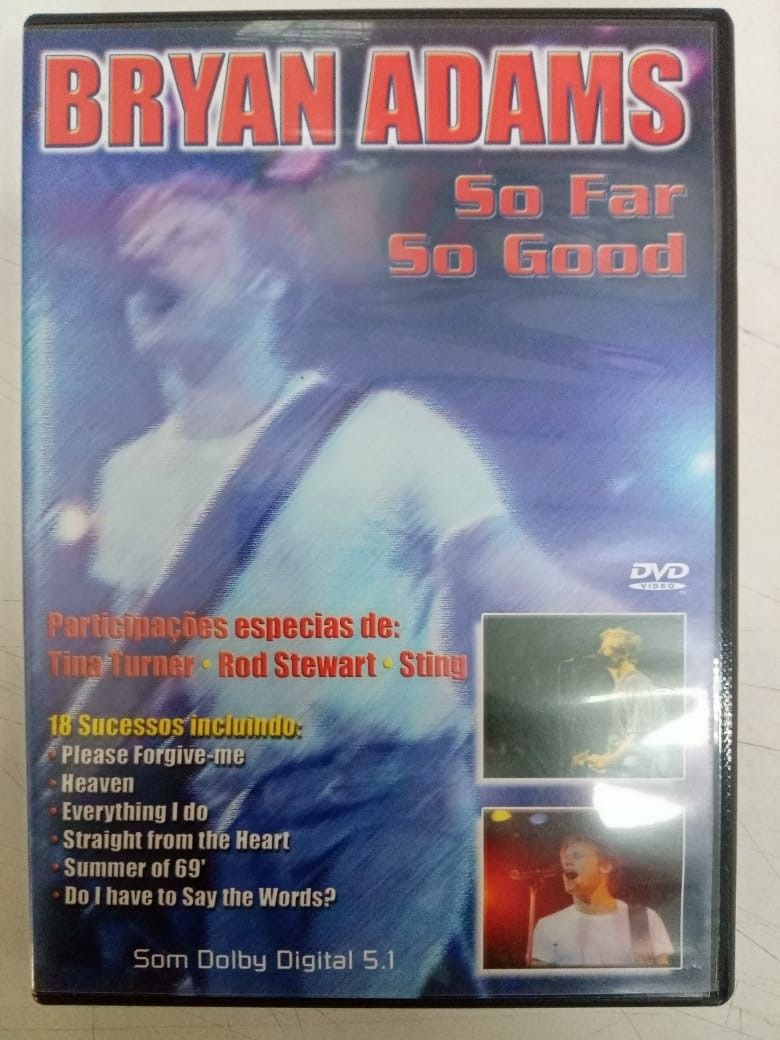 BRYAN ADAMS
So Far
So Good
DVD
VIDEO
Participações especias de:
Tina Turner • Rod Stewart • Sting
18 Sucessos incluindo:
• Please Forgive-me
• Heaven
• Everything I do
• Straight from the Heart
• Summer of 69'
• Do I have to Say the Words?
Som Dolby Digital 5.1